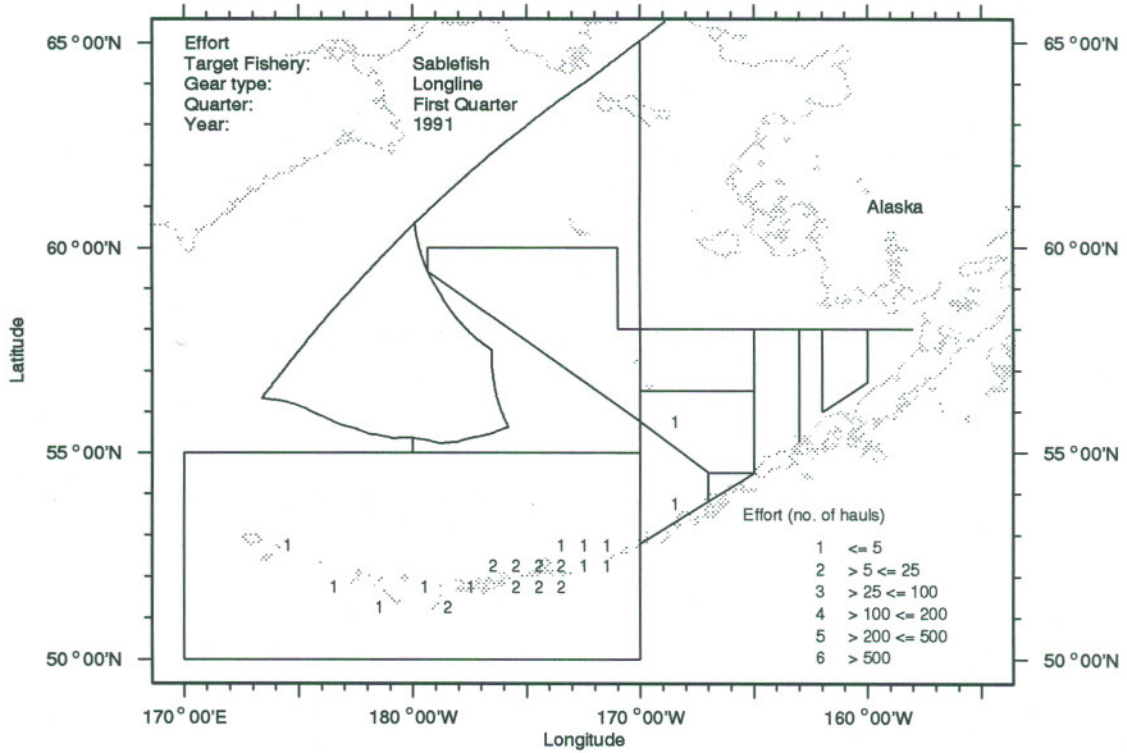 65°00'N
65°00'N
Effort
Target Fishery: Sablefish
Gear type: Longline
Quarter: First Quarter
Year: 1991
Alaska
60°00'N
60°00'N
Latitude
1
55°00'N
55°00'N
1
Effort (no. of hauls)
1 <= 5
2 > 5 <= 25
3 > 25 <= 100
4 > 100 <= 200
5 > 200 <= 500
6 > 500
1 1 1 1
2 2 2 2 2 1
1 1 1 2 2 2
1 2
50°00'N
50°00'N
170°00'E
180°00'W
170°00'W
160°00'W
Longitude